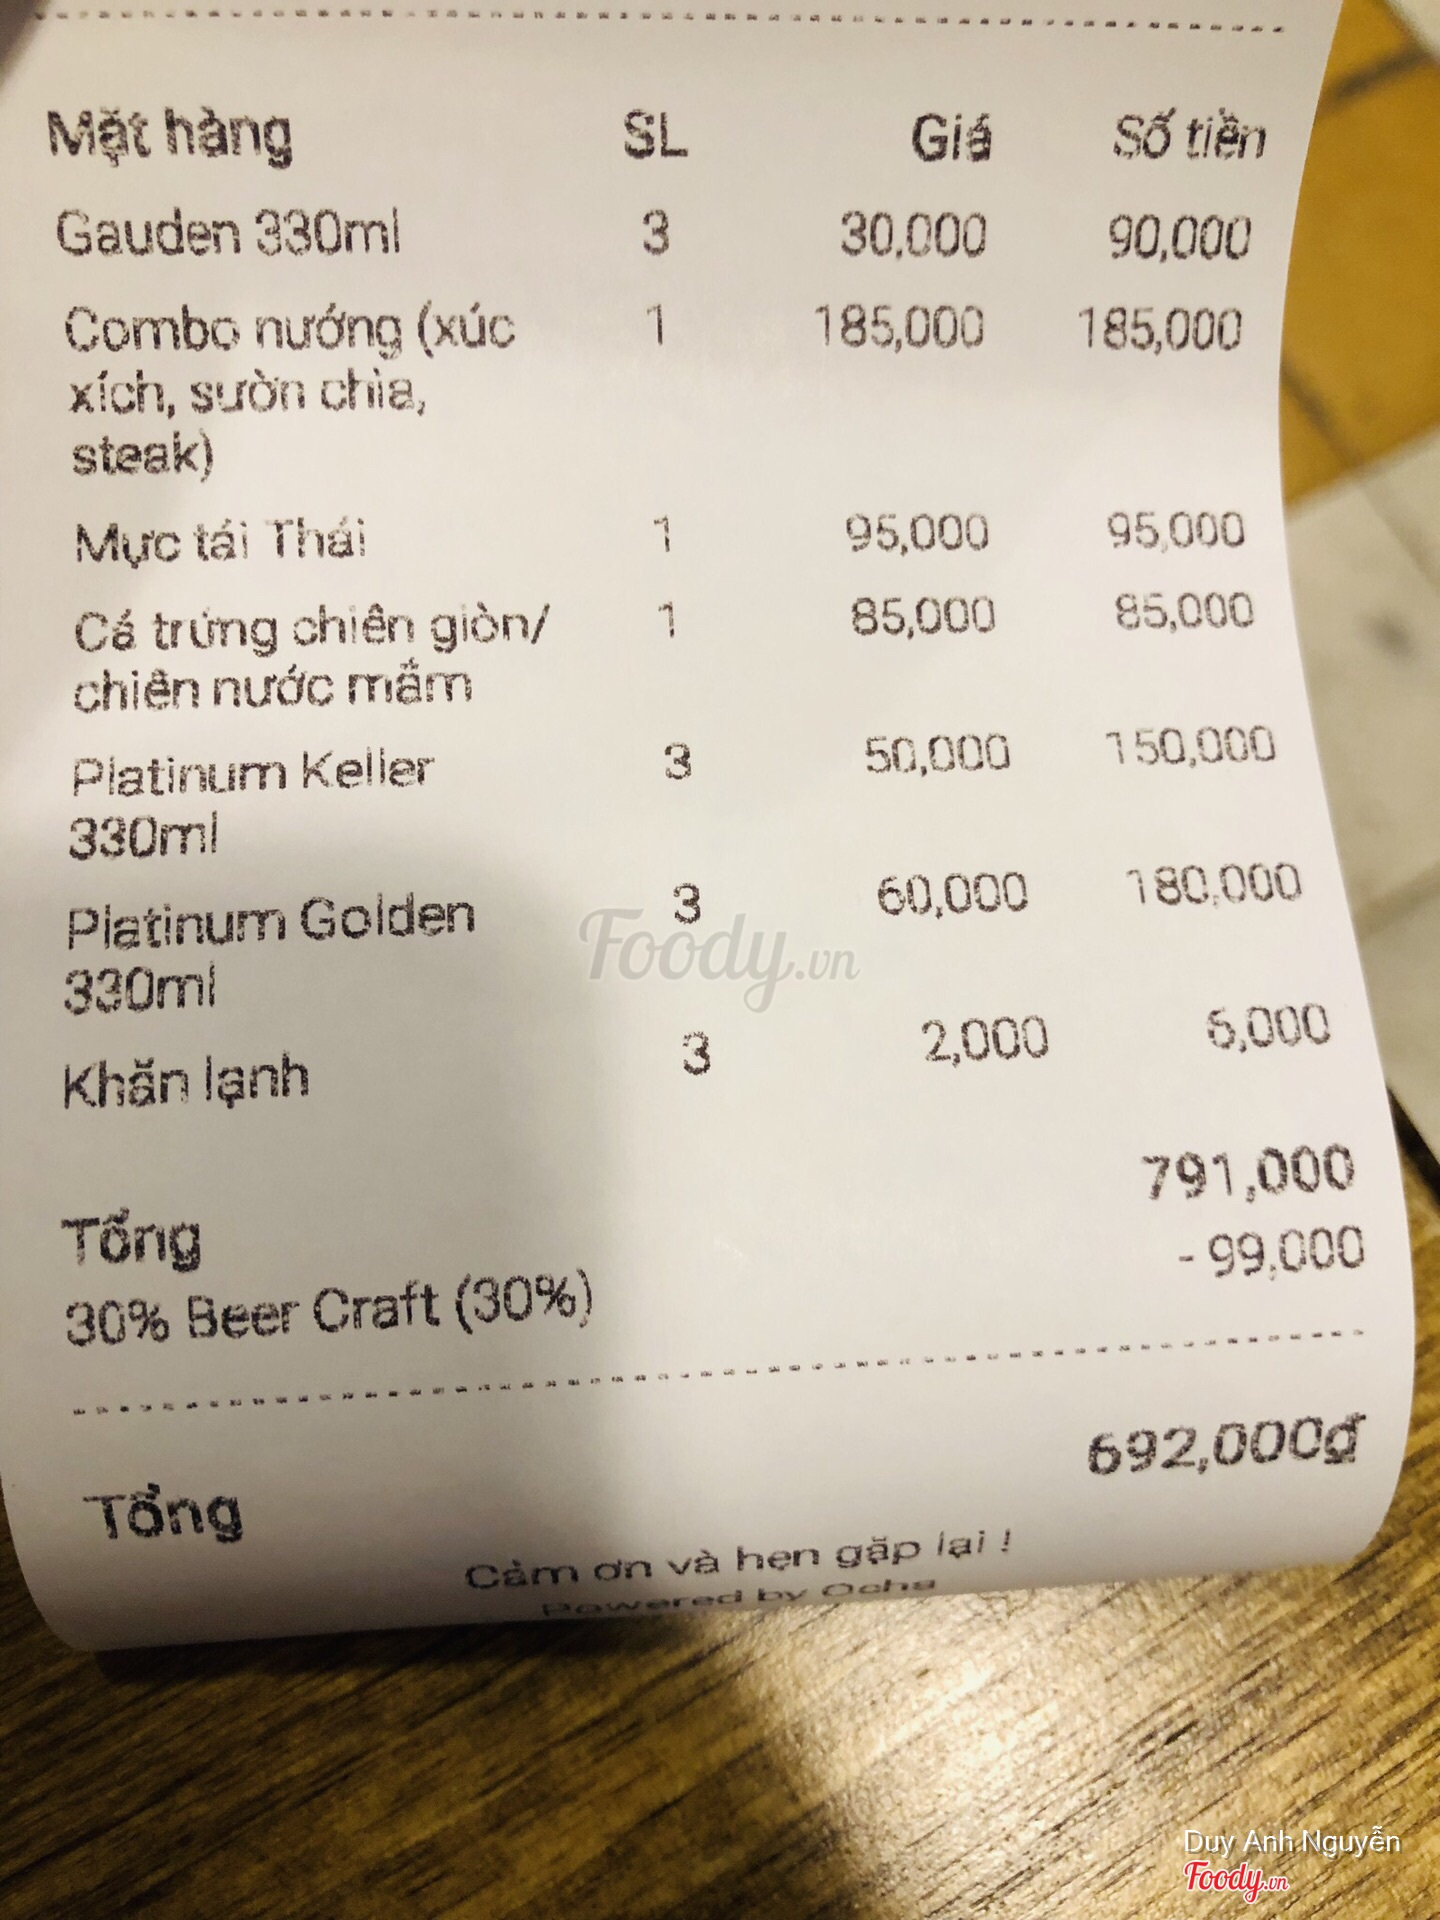 Mặt hàng SL Giá Số tiền
Gauden 330ml 3 30,000 90,000
Combo nướng (xúc 1 185,000 185,000
xích, sườn chìa,
steak)
Mực tái Thái 1 95,000 95,000
Cá trứng chiên giòn/ 1 85,000 85,000
chiên nước mắm
Platinum Keller 3 50,000 150,000
330ml
Platinum Golden 3 60,000 180,000
330ml
Foody.vn
Khăn lạnh 3 2,000 6,000
Tổng 791,000
30% Beer Craft (30%) - 99,000
Tổng 692,000₫
Cảm ơn và hẹn gặp lại !
Powered by Ocha
Duy Anh Nguyễn
Foody.vn